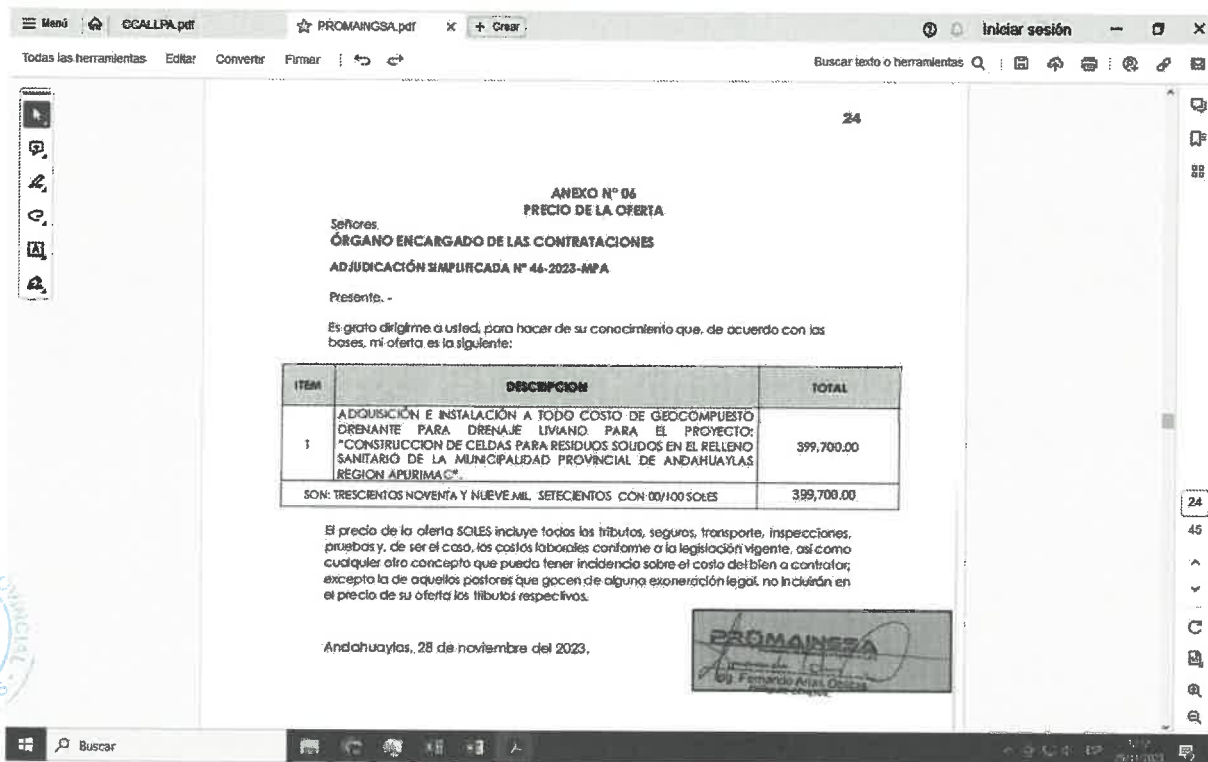 Menú
CCALLPA.pdf
PROMAINGSA.pdf
Crear
Iniciar sesión
Todas las herramientas Editar Convertir Firmar
Buscar texto o herramientas
24
ANEXO N° 06
PRECIO DE LA OFERTA
Señores.
ÓRGANO ENCARGADO DE LAS CONTRATACIONES
ADJUDICACIÓN SIMPLIFICADA N° 46-2023-MPA
Presente. -
Es grato dirigirme a usted, para hacer de su conocimiento que, de acuerdo con las
bases, mi oferta es la siguiente:
ITEM DESCRIPCION TOTAL
ADQUISICIÓN E INSTALACIÓN A TODO COSTO DE GEOCOMPUESTO
DRENANTE PARA DRENAJE LIVIANO PARA EL PROYECTO:
1 "CONSTRUCCION DE CELDAS PARA RESIDUOS SOLIDOS EN EL RELLENO 399,700.00
SANITARIO DE LA MUNICIPALIDAD PROVINCIAL DE ANDAHUAYLAS
REGION APURIMAC".
SON: TRESCIENTOS NOVENTA Y NUEVE MIL SETECIENTOS CON 00/100 SOLES 399,700.00
El precio de la oferta SOLES incluye todos los tributos, seguros, transporte, inspecciones,
pruebas y, de ser el caso, los costos laborales conforme a la legislación vigente, así como
cualquier otro concepto que pueda tener incidencia sobre el costo del bien a contratar;
excepto la de aquellos postores que gocen de alguna exoneración legal, no incluirán en
el precio de su oferta los tributos respectivos.
Andahuaylas, 28 de noviembre del 2023.
PROMAINGSA
Ing. Fernando Arias
24
45
Buscar